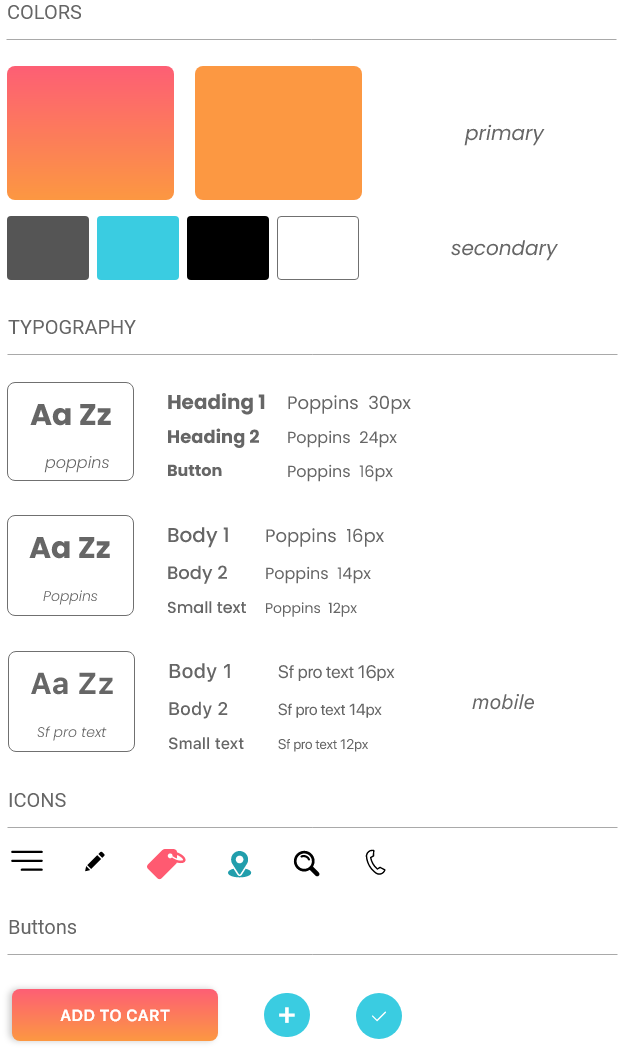 COLORS
primary
secondary
TYPOGRAPHY
Aa Zz
poppins
Heading 1 Poppins 30px
Heading 2 Poppins 24px
Button Poppins 16px
Aa Zz
Poppins
Body 1 Poppins 16px
Body 2 Poppins 14px
Small text Poppins 12px
Aa Zz
Sf pro text
Body 1 Sf pro text 16px
Body 2 Sf pro text 14px
Small text Sf pro text 12px
mobile
ICONS
Buttons
ADD TO CART